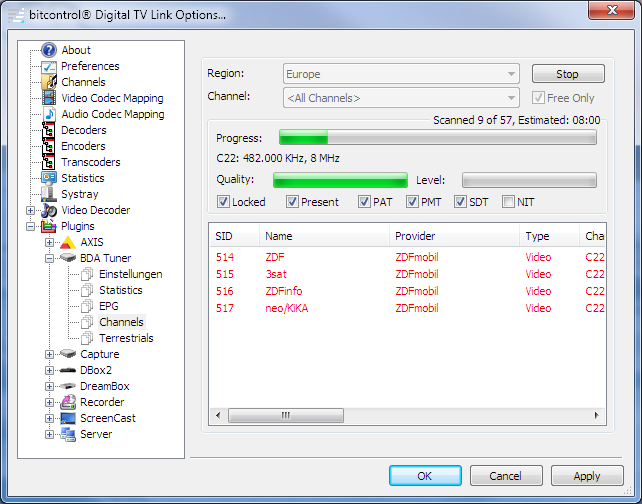 bitcontrol® Digital TV Link Options...
About
Preferences
Channels
Video Codec Mapping
Audio Codec Mapping
Decoders
Encoders
Transcoders
Statistics
Systray
Video Decoder
Plugins
AXIS
BDA Tuner
Einstellungen
Statistics
EPG
Channels
Terrestrials
Capture
DBox2
DreamBox
Recorder
ScreenCast
Server
Region: Europe Stop
Channel: <All Channels> Free Only
Scanned 9 of 57, Estimated: 08:00
Progress:
C22: 482.000 KHz, 8 MHz
Quality: Level:
Locked Present PAT PMT SDT NIT
SID Name Provider Type Cha
514 ZDF ZDFmobil Video C22
515 3sat ZDFmobil Video C22
516 ZDFinfo ZDFmobil Video C22
517 neo/KiKA ZDFmobil Video C22
OK Cancel Apply